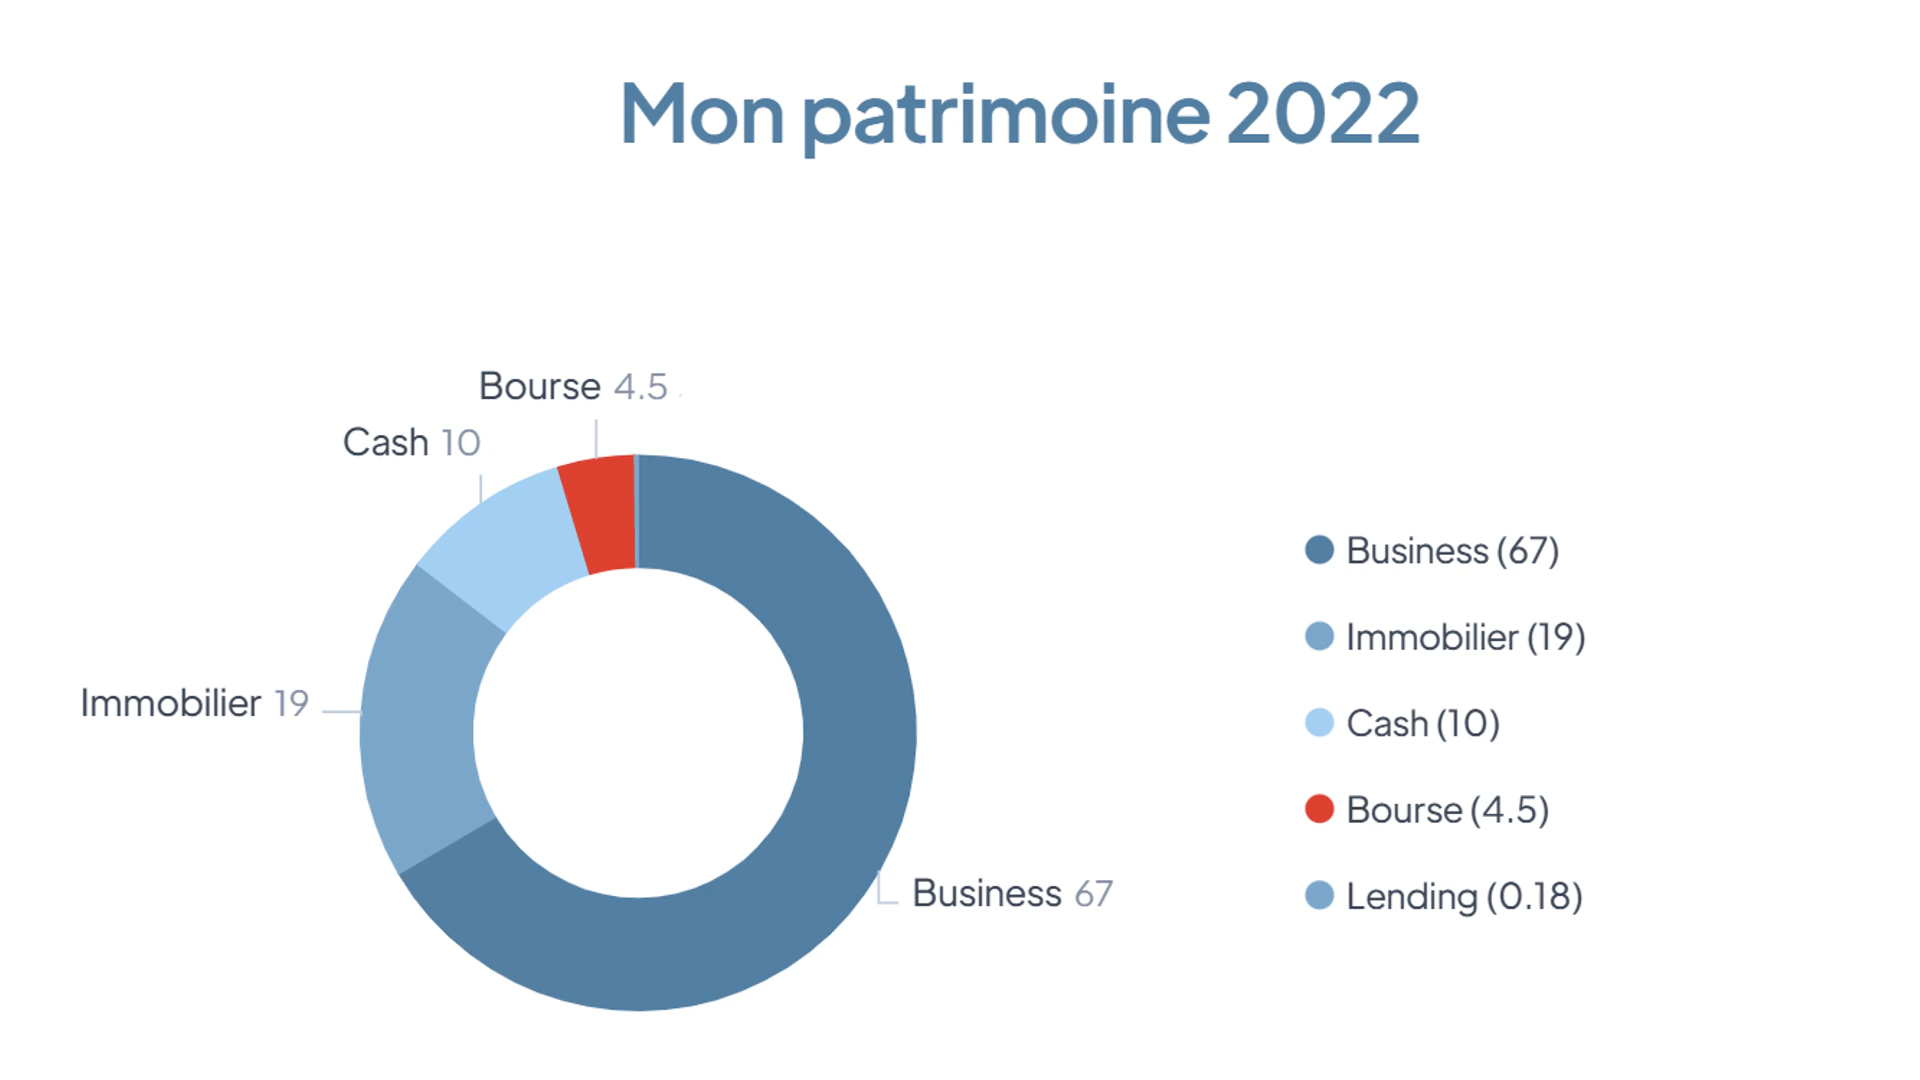 Mon patrimoine 2022
Bourse 4.5
Cash 10
Immobilier 19
Business 67
Business (67)
Immobilier (19)
Cash (10)
Bourse (4.5)
Lending (0.18)